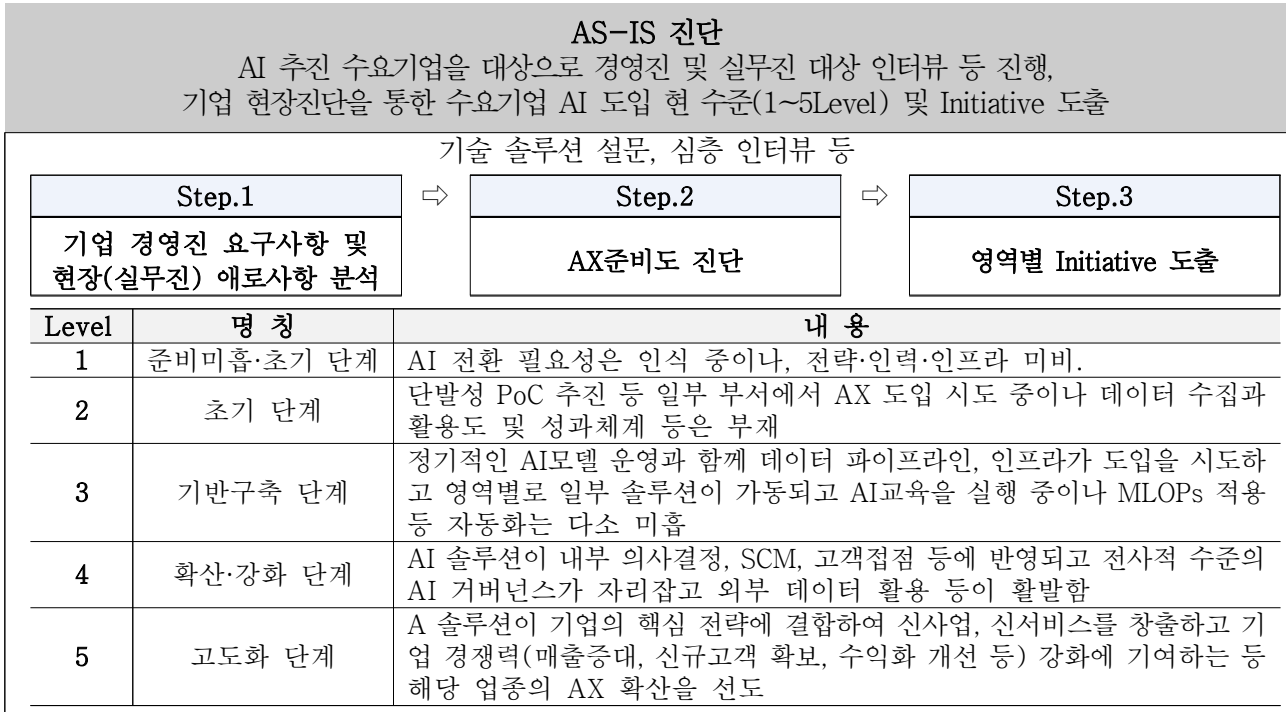 AS-IS 진단
AI 추진 수요기업을 대상으로 경영진 및 실무진 대상 인터뷰 등 진행,
기업 현장진단을 통한 수요기업 AI 도입 현 수준(1~5Level) 및 Initiative 도출
기술 솔루션 설문, 심층 인터뷰 등
Step.1 ⇨ Step.2 ⇨ Step.3
기업 경영진 요구사항 및
현장(실무진) 애로사항 분석
AX준비도 진단
영역별 Initiative 도출
Level 명 칭 내 용
1 준비미흡·초기 단계 AI 전환 필요성은 인식 중이나, 전략·인력·인프라 미비.
2 초기 단계 단발성 PoC 추진 등 일부 부서에서 AX 도입 시도 중이나 데이터 수집과
활용도 및 성과체계 등은 부재
3 기반구축 단계 정기적인 AI모델 운영과 함께 데이터 파이프라인, 인프라가 도입을 시도하
고 영역별로 일부 솔루션이 가동되고 AI교육을 실행 중이나 MLOPs 적용
등 자동화는 다소 미흡
4 확산·강화 단계 AI 솔루션이 내부 의사결정, SCM, 고객접점 등에 반영되고 전사적 수준의
AI 거버넌스가 자리잡고 외부 데이터 활용 등이 활발함
5 고도화 단계 A 솔루션이 기업의 핵심 전략에 결합하여 신사업, 신서비스를 창출하고 기
업 경쟁력(매출증대, 신규고객 확보, 수익화 개선 등) 강화에 기여하는 등
해당 업종의 AX 확산을 선도